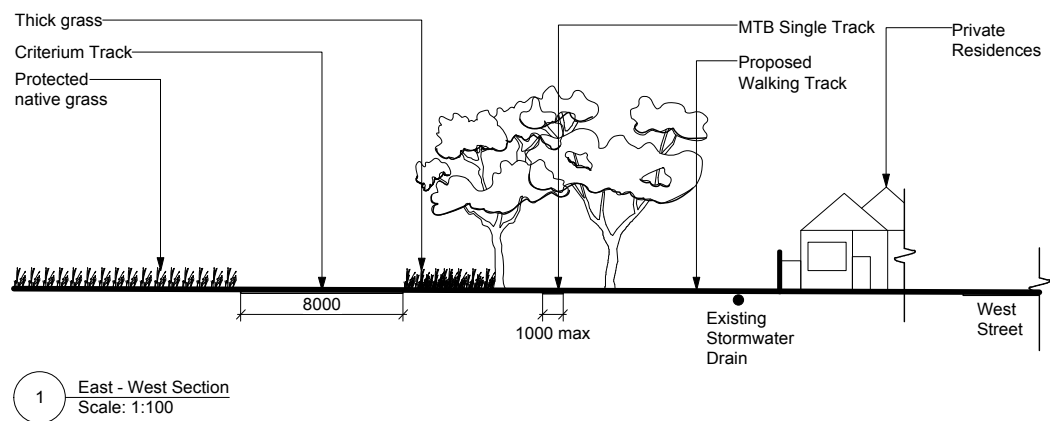 Thick grass
Criterium Track
Protected
native grass
MTB Single Track
Proposed
Walking Track
Private
Residences
8000
1000 max
Existing
Stormwater
Drain
West
Street
1
East - West Section
Scale: 1:100